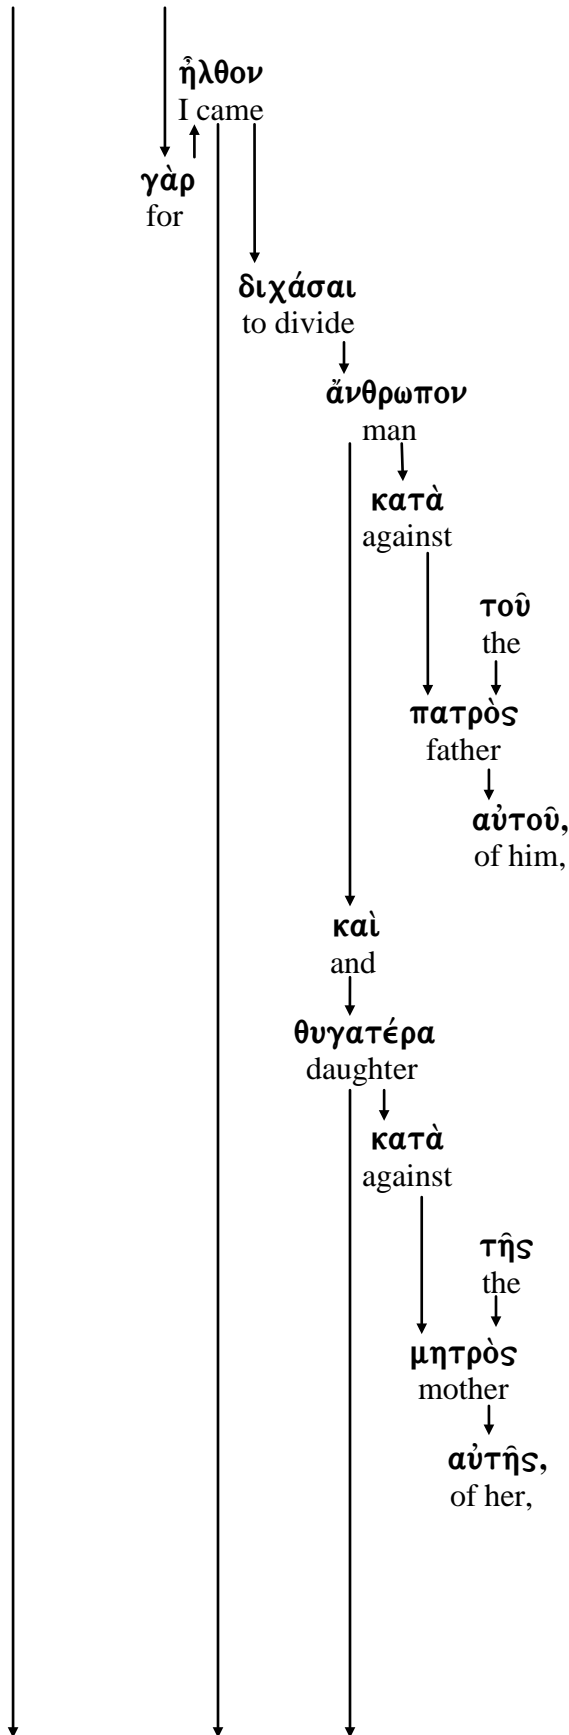 ἦλθον
I came
γὰρ
for
διχάσαι
to divide
ἄνθρωπον
man
κατὰ
against
τοῦ
the
πατρὸς
father
αὐτοῦ,
of him,
καὶ
and
θυγατέρα
daughter
κατὰ
against
τῆς
the
μητρὸς
mother
αὐτῆς,
of her,